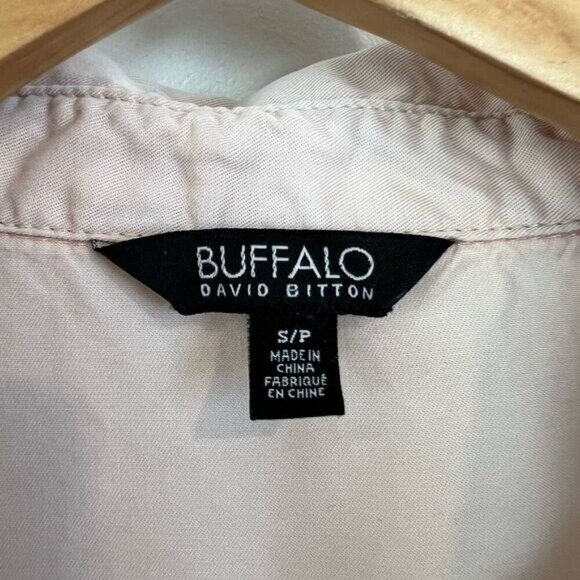 BUFFALO
DAVID BITTON
S/P
MADE IN
CHINA
FABRIQUÉ
EN CHINE